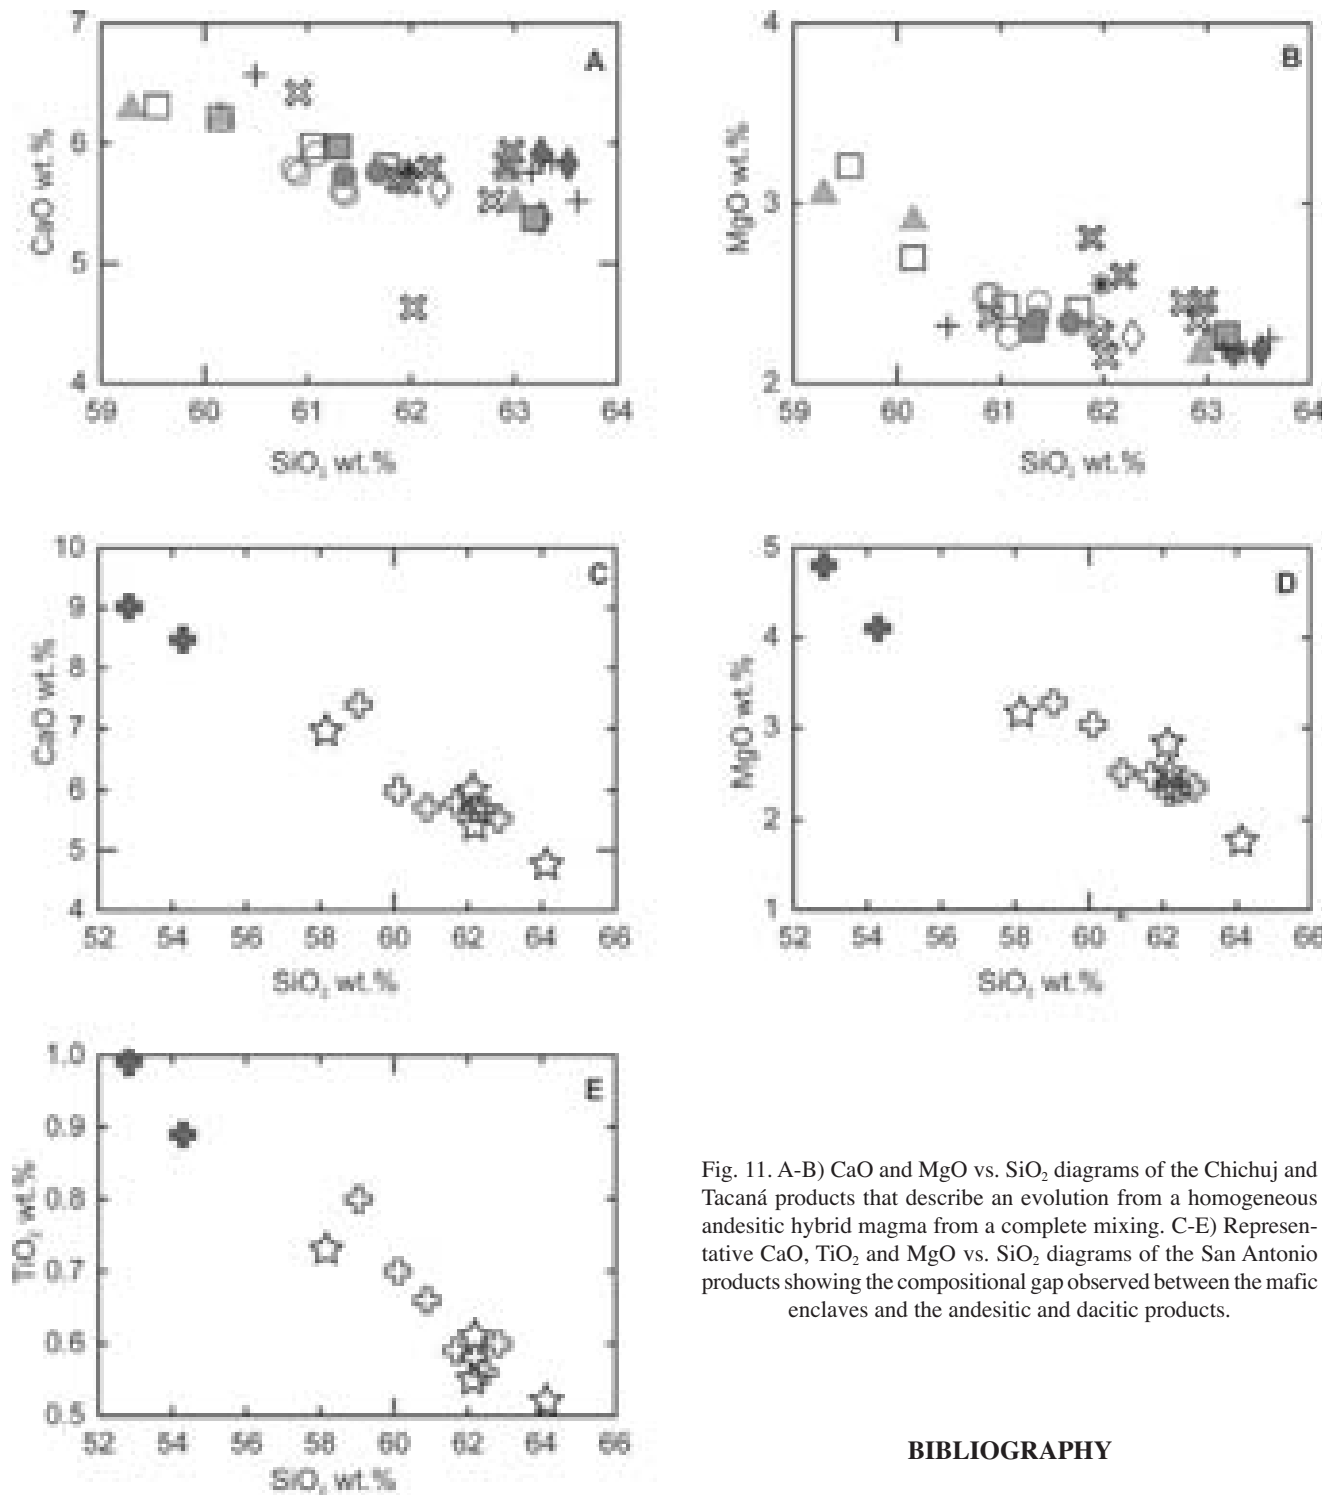 7
6
5
4
CaO wt.%
A
59 60 61 62 63 64
SiO₂ wt.%
4
3
2
MgO wt.%
B
59 60 61 62 63 64
SiO₂ wt.%
10
9
8
7
6
5
4
CaO wt.%
C
52 54 56 58 60 62 64 66
SiO₂ wt.%
5
4
3
2
1
MgO wt.%
D
52 54 56 58 60 62 64 66
SiO₂ wt.%
1.0
0.9
0.8
0.7
0.6
0.5
TiO₂ wt.%
E
52 54 56 58 60 62 64 66
SiO₂ wt.%
Fig. 11. A-B) CaO and MgO vs. SiO₂ diagrams of the Chichuj and
Tacaná products that describe an evolution from a homogeneous
andesitic hybrid magma from a complete mixing. C-E) Represen-
tative CaO, TiO₂ and MgO vs. SiO₂ diagrams of the San Antonio
products showing the compositional gap observed between the mafic
enclaves and the andesitic and dacitic products.
BIBLIOGRAPHY